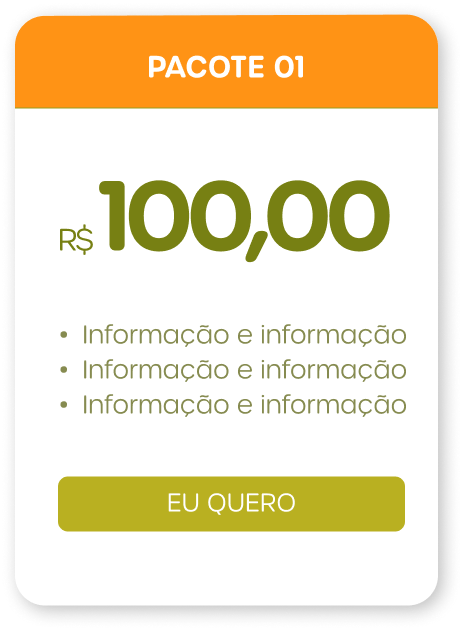 PACOTE 01
R$ 100,00
• Informação e informação
• Informação e informação
• Informação e informação
EU QUERO